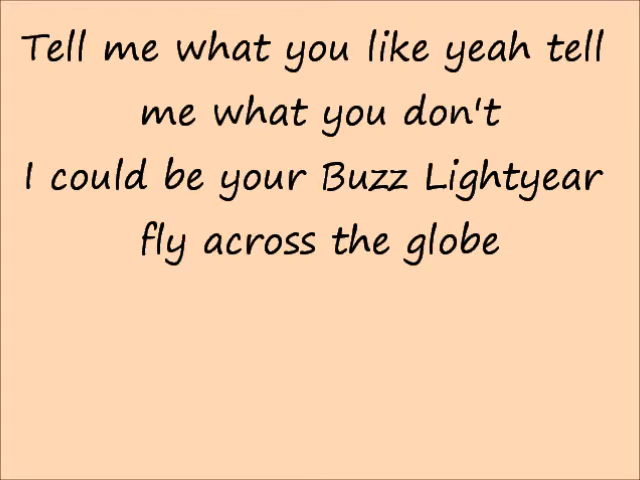 Tell me what you like yeah tell
me what you don't
I could be your Buzz Lightyear
fly across the globe